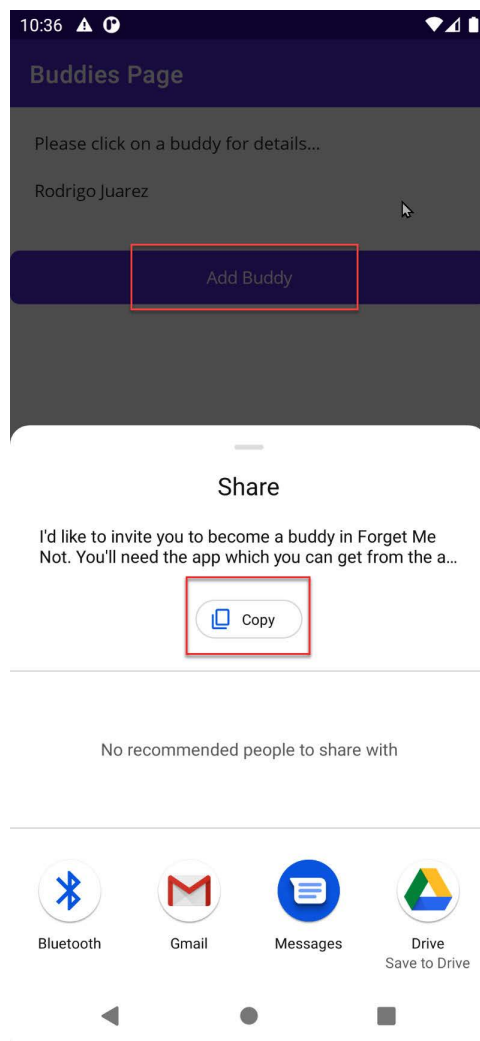 10:36
Buddies Page
Please click on a buddy for details...
Rodrigo Juarez
Add Buddy
Share
I'd like to invite you to become a buddy in Forget Me
Not. You'll need the app which you can get from the a...
Copy
No recommended people to share with
Bluetooth
Gmail
Messages
Drive
Save to Drive